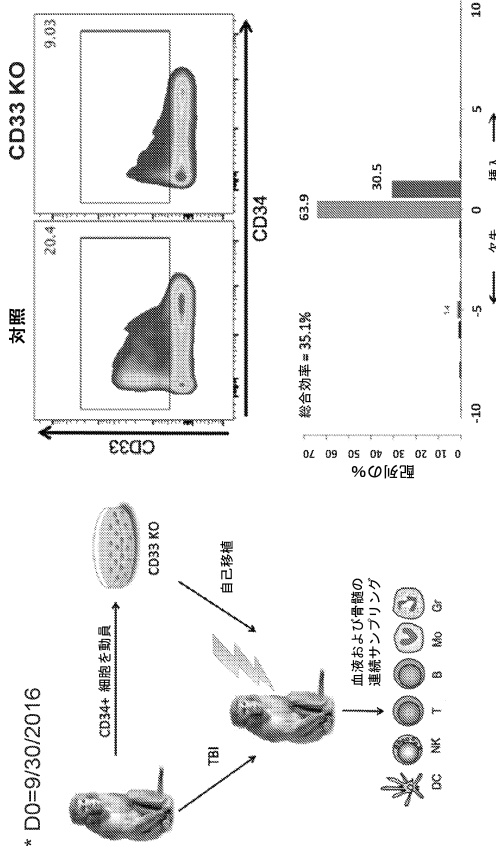 * D0=9/30/2016
CD34+ 細胞を動員
CD33 KO
TBI
自己移植
血液および骨髄の
連続サンプリング
DC
NK
T
B
Mo
Gr
対照
CD33 KO
20.4
9.03
CD33
CD34
総合効率 = 35.1%
配列の%
70
60
50
40
30
20
10
0
63.9
30.5
1.4
-10
-5
0
5
10
欠失
挿入